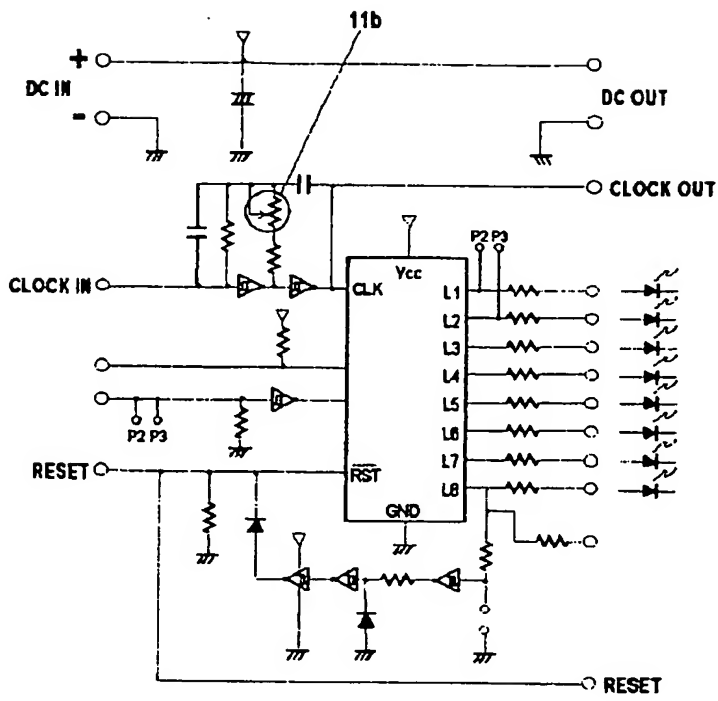 11b
+
DC IN
-
DC OUT
CLOCK OUT
P2 P3
Vcc
CLOCK IN
CLK
L1
L2
L3
L4
L5
L6
L7
L8
P2 P3
RESET
RST
GND
RESET